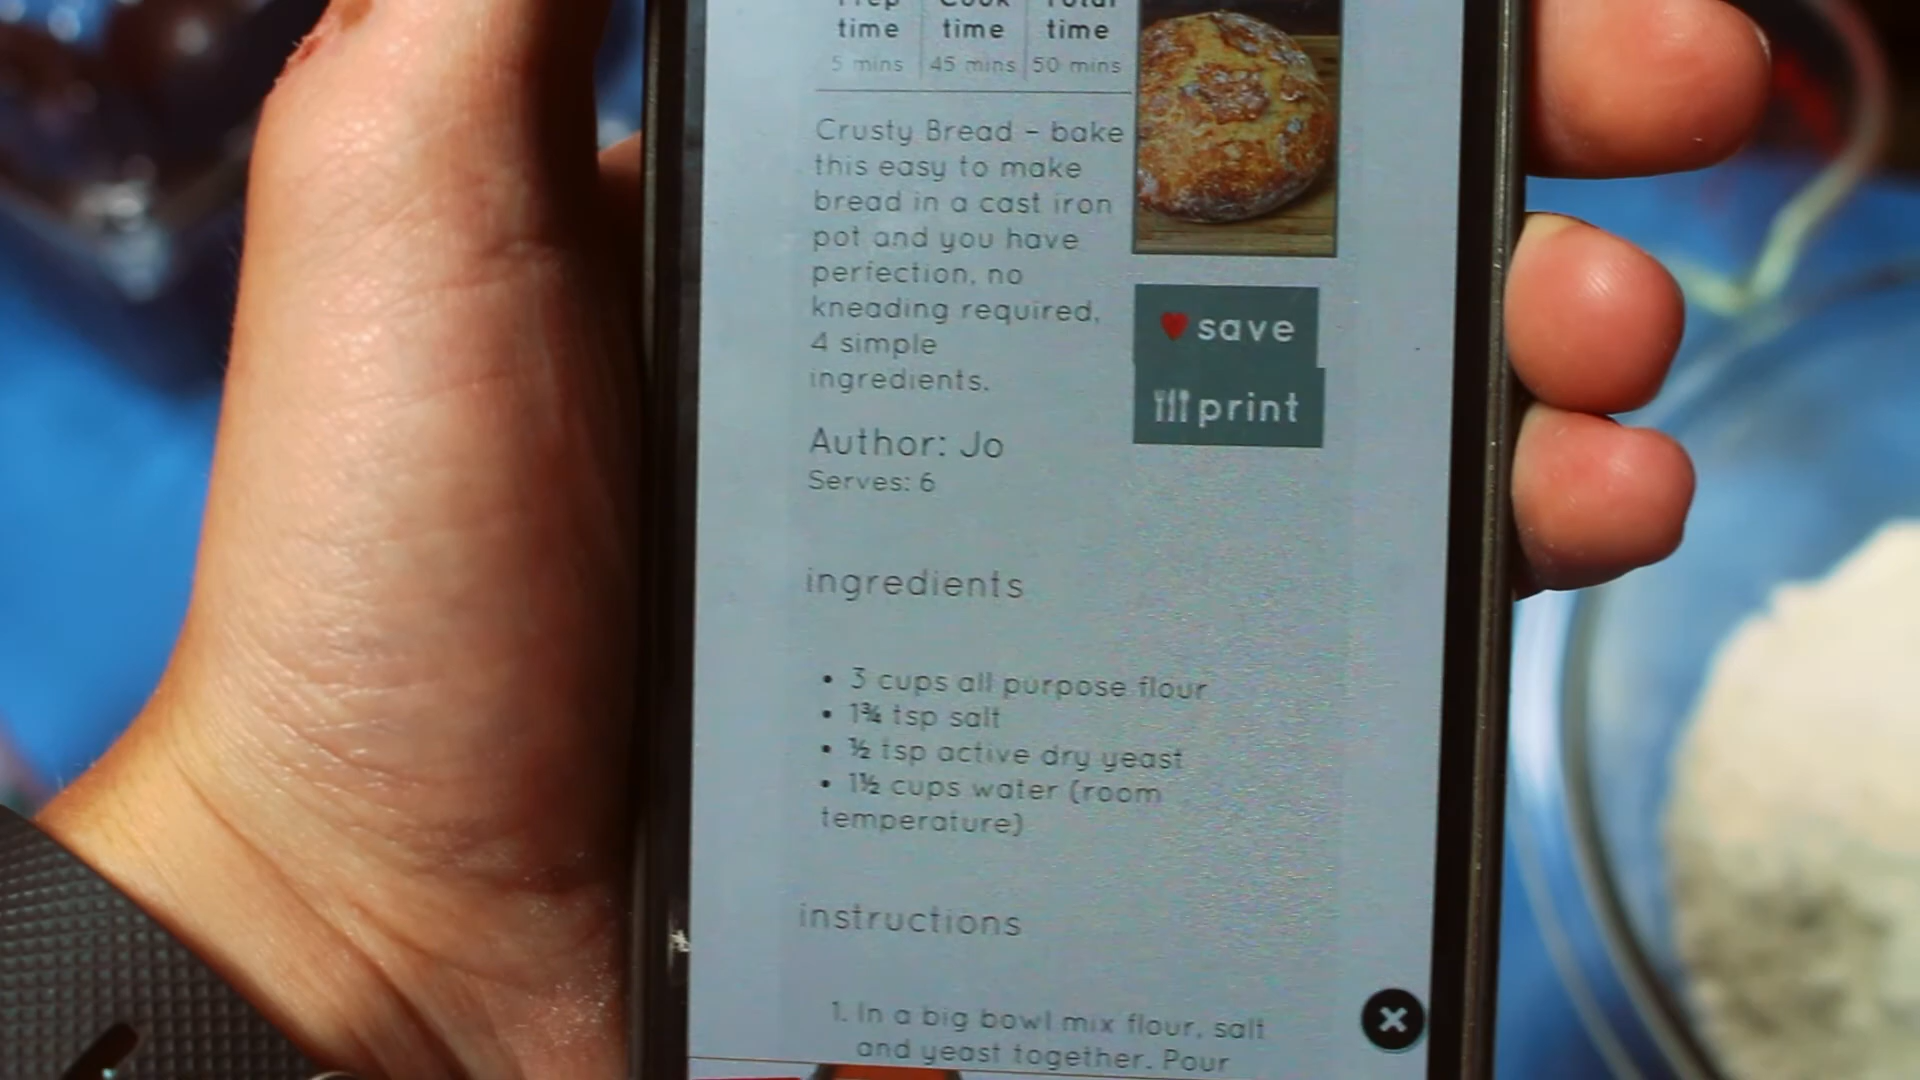 Prep Cook Total
time time time
5 mins 45 mins 50 mins
Crusty Bread – bake
this easy to make
bread in a cast iron
pot and you have
perfection, no
kneading required,
4 simple
ingredients.
save
print
Author: Jo
Serves: 6
ingredients
• 3 cups all purpose flour
• 1¾ tsp salt
• ½ tsp active dry yeast
• 1½ cups water (room
temperature)
instructions
1. In a big bowl mix flour, salt
and yeast together. Pour